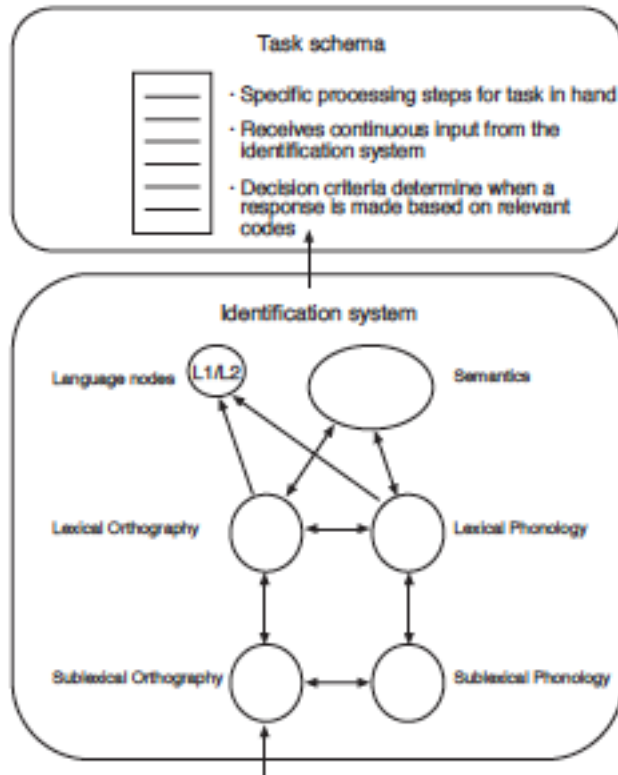 Task schema
· Specific processing steps for task in hand
· Receives continuous input from the
identification system
· Decision criteria determine when a
response is made based on relevant
codes
Identification system
Language nodes
L1/L2
Semantics
Lexical Orthography
Lexical Phonology
Sublexical Orthography
Sublexical Phonology